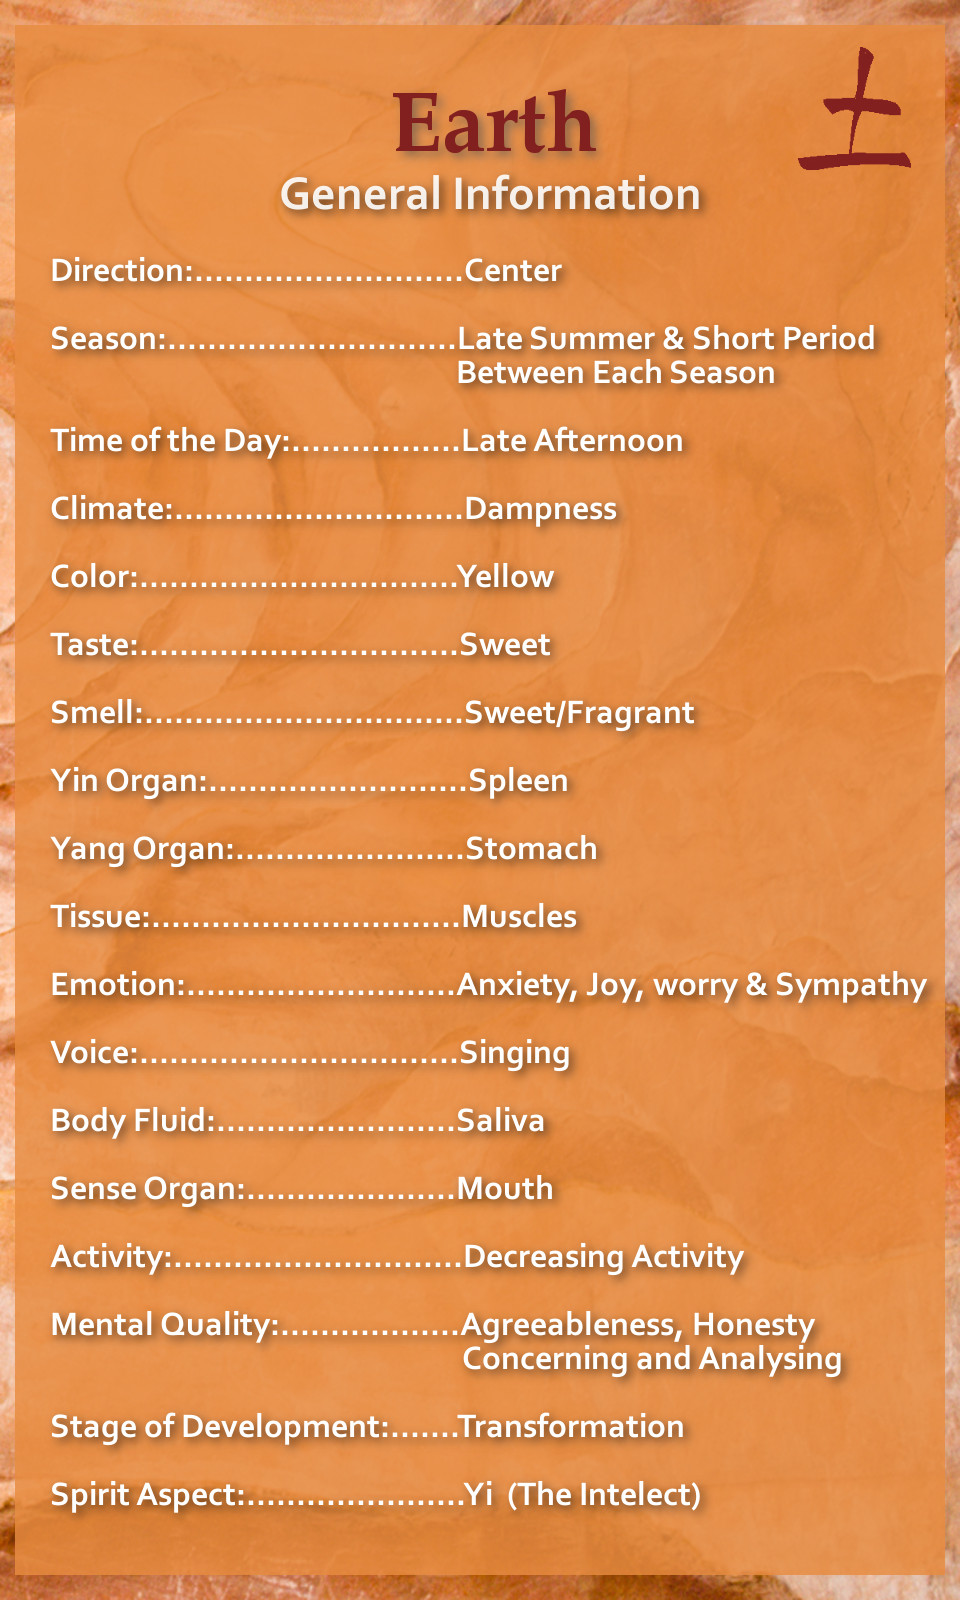 土
Earth
General Information
Direction:...........................Center
Season:.............................Late Summer & Short Period
Between Each Season
Time of the Day:.................Late Afternoon
Climate:.............................Dampness
Color:................................Yellow
Taste:................................Sweet
Smell:................................Sweet/Fragrant
Yin Organ:..........................Spleen
Yang Organ:.......................Stomach
Tissue:...............................Muscles
Emotion:...........................Anxiety, Joy, worry & Sympathy
Voice:................................Singing
Body Fluid:........................Saliva
Sense Organ:.....................Mouth
Activity:.............................Decreasing Activity
Mental Quality:..................Agreeableness, Honesty
Concerning and Analysing
Stage of Development:.......Transformation
Spirit Aspect:......................Yi (The Intelect)